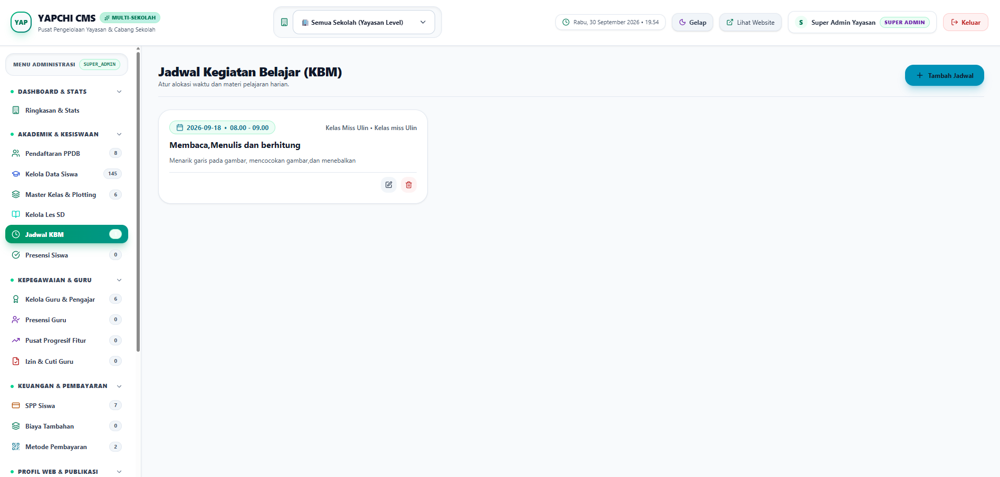 YAP
YAPCHI CMS
MULTI-SEKOLAH
Pusat Pengelolaan Yayasan & Cabang Sekolah
Semua Sekolah (Yayasan Level)
Rabu, 30 September 2026 • 19.54
Gelap
Lihat Website
S
Super Admin Yayasan
SUPER ADMIN
Keluar
MENU ADMINISTRASI
SUPER_ADMIN
DASHBOARD & STATS
Ringkasan & Stats
AKADEMIK & KESISWAAN
Pendaftaran PPDB 8
Kelola Data Siswa 145
Master Kelas & Plotting 6
Kelola Les SD
Jadwal KBM
Presensi Siswa 0
KEPEGAWAIAN & GURU
Kelola Guru & Pengajar 6
Presensi Guru 0
Pusat Progresif Fitur 0
Izin & Cuti Guru 0
KEUANGAN & PEMBAYARAN
SPP Siswa 7
Biaya Tambahan 0
Metode Pembayaran 2
PROFIL WEB & PUBLIKASI
Jadwal Kegiatan Belajar (KBM)
Atur alokasi waktu dan materi pelajaran harian.
Tambah Jadwal
2026-09-18 • 08.00 - 09.00
Kelas Miss Ulin • Kelas miss Ulin
Membaca,Menulis dan berhitung
Menarik garis pada gambar, mencocokan gambar,dan menebalkan